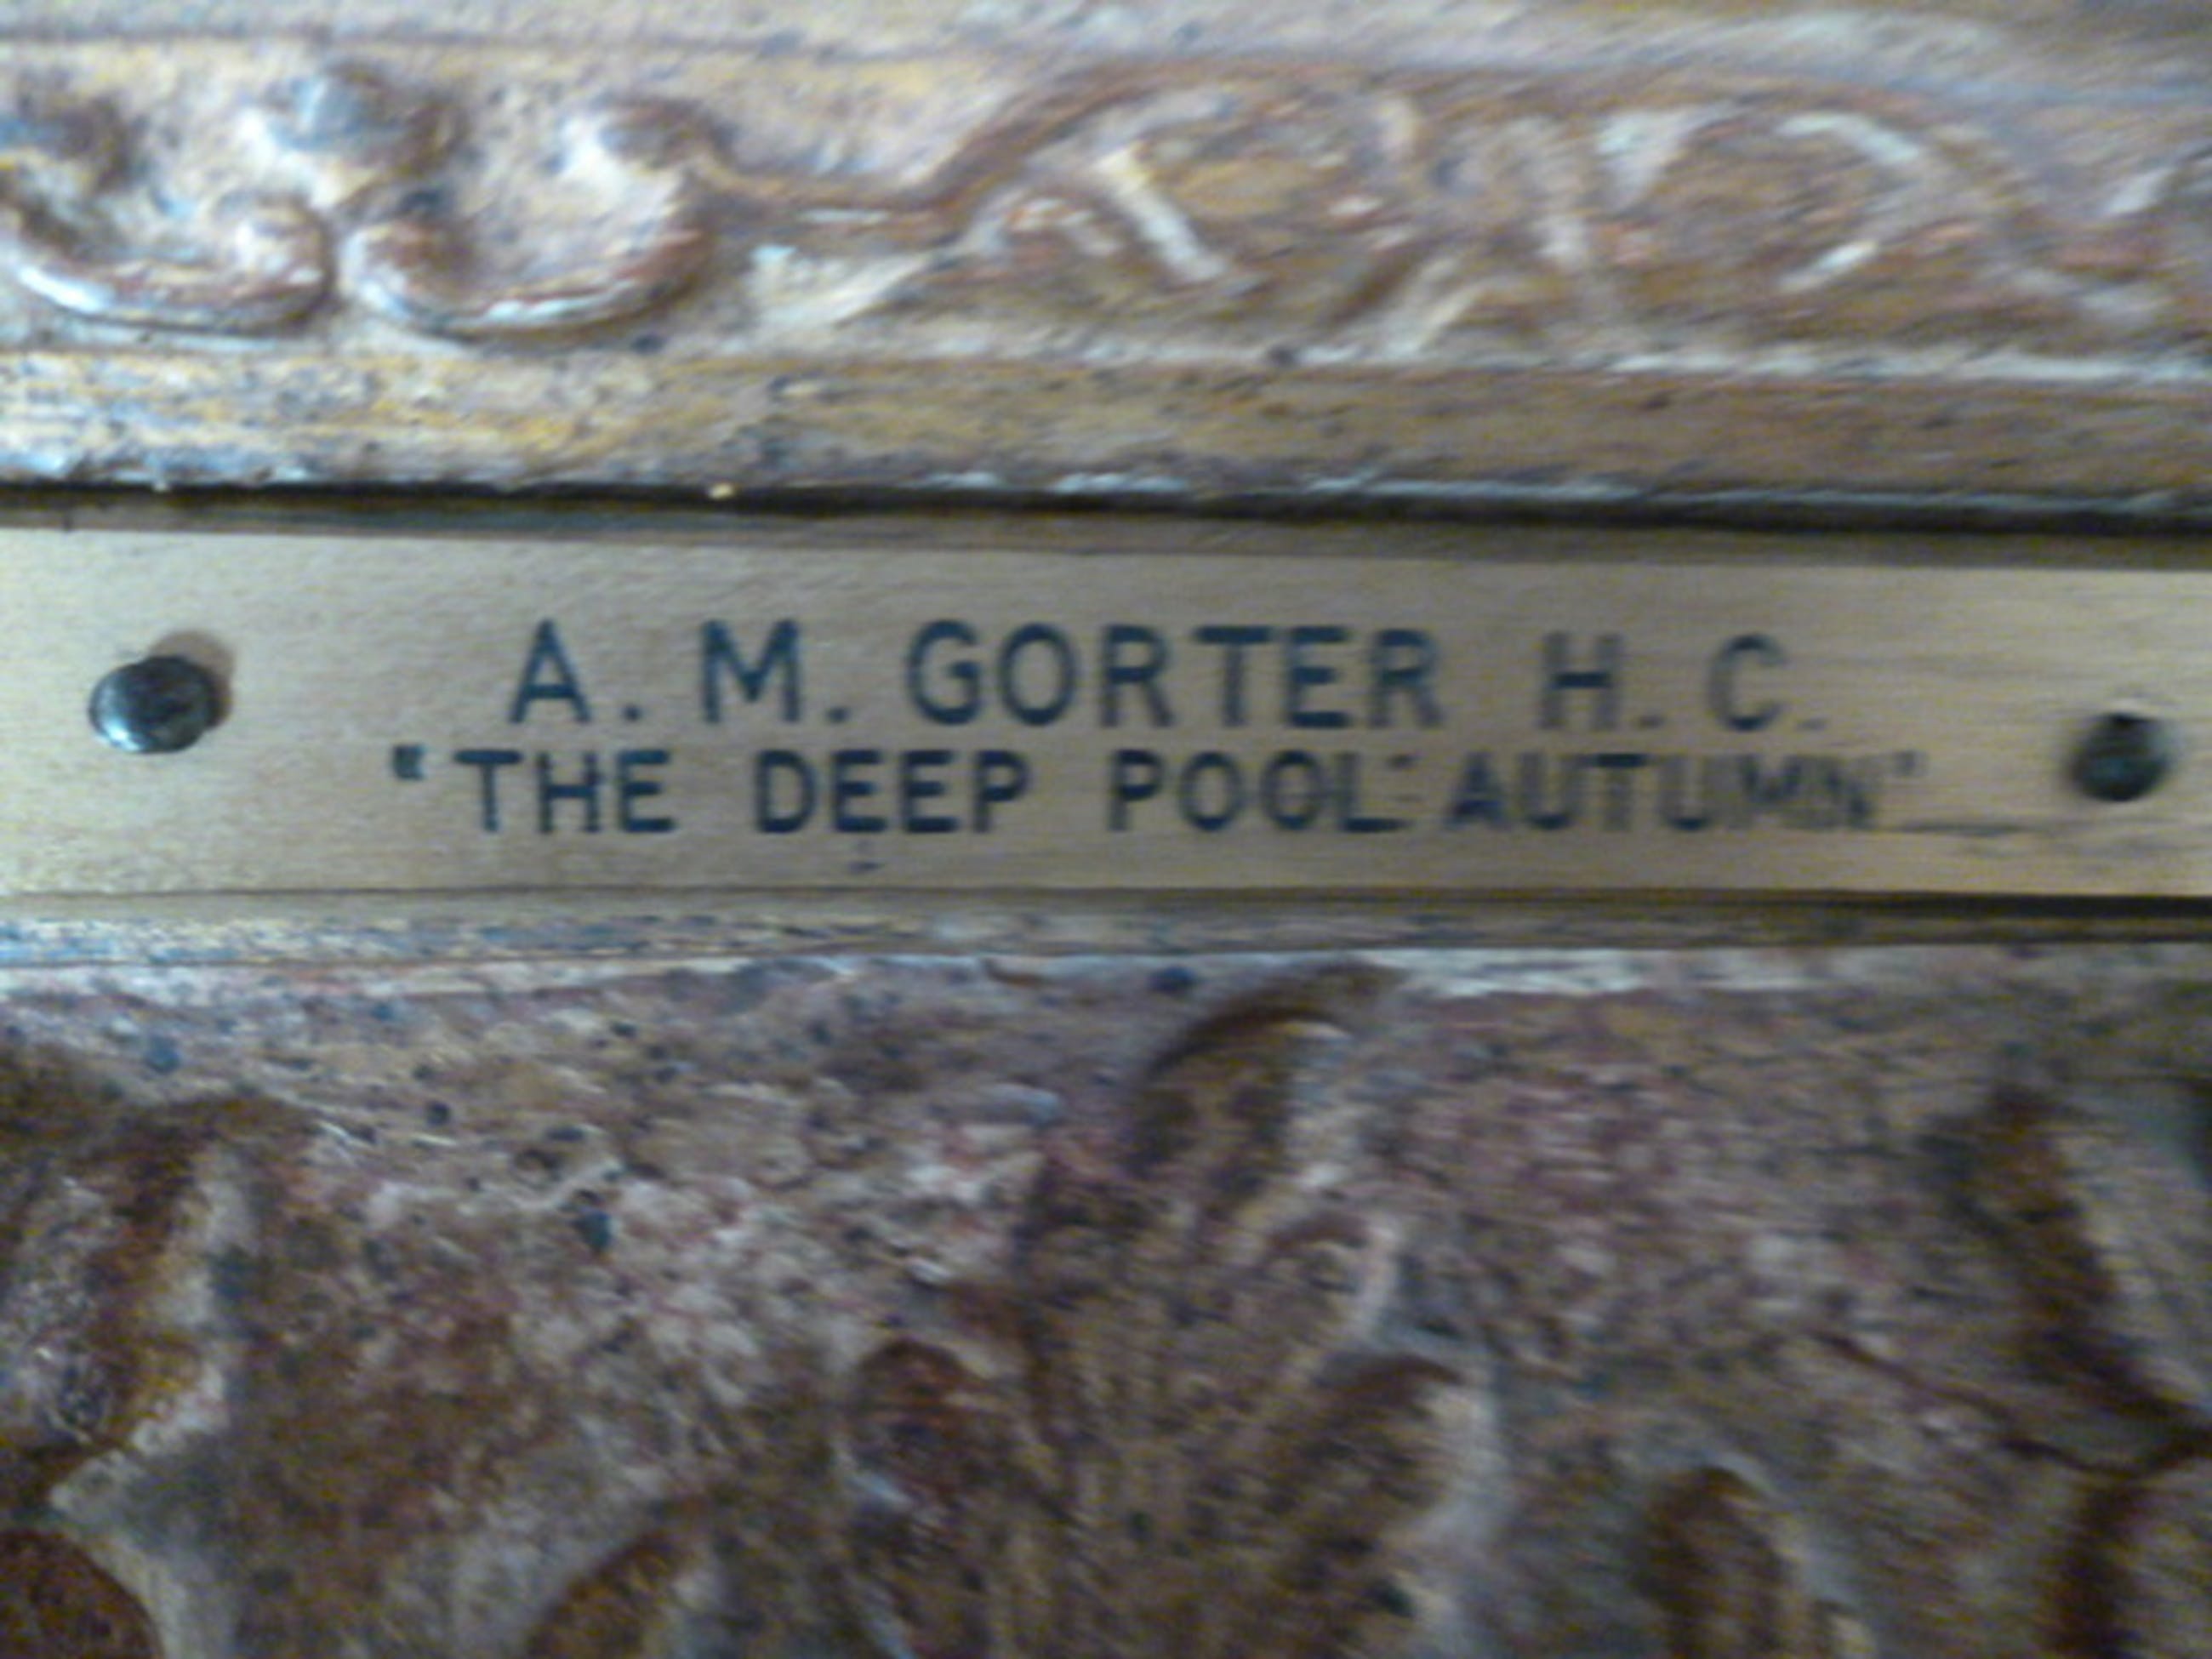 A. M. GORTER H. C.
"THE DEEP POOL-AUTUMN"